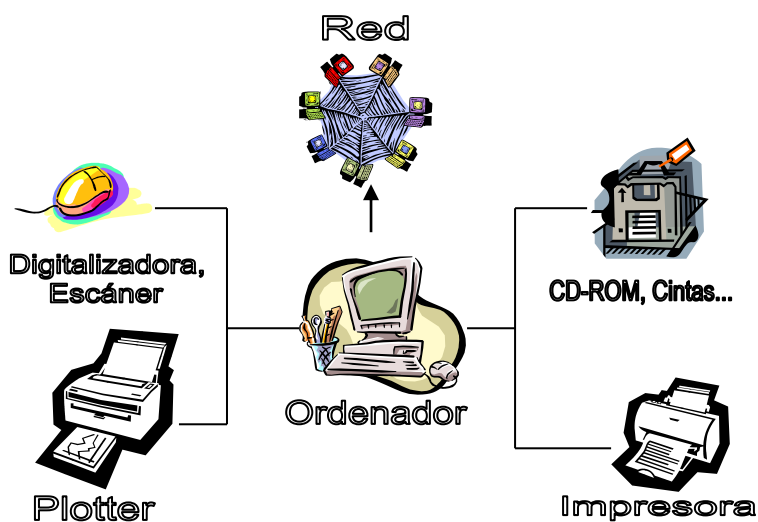 Red
Digitalizadora,
Escáner
CD-ROM, Cintas...
Ordenador
Plotter
Impresora